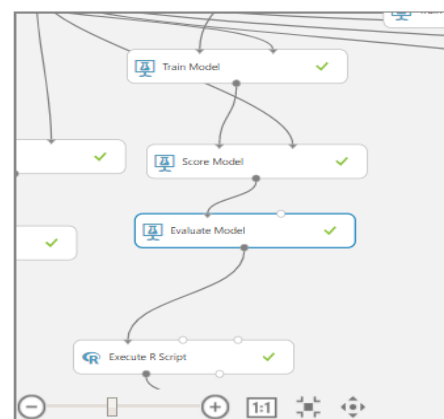 Train Model
Score Model
Evaluate Model
R Execute R Script
1:1